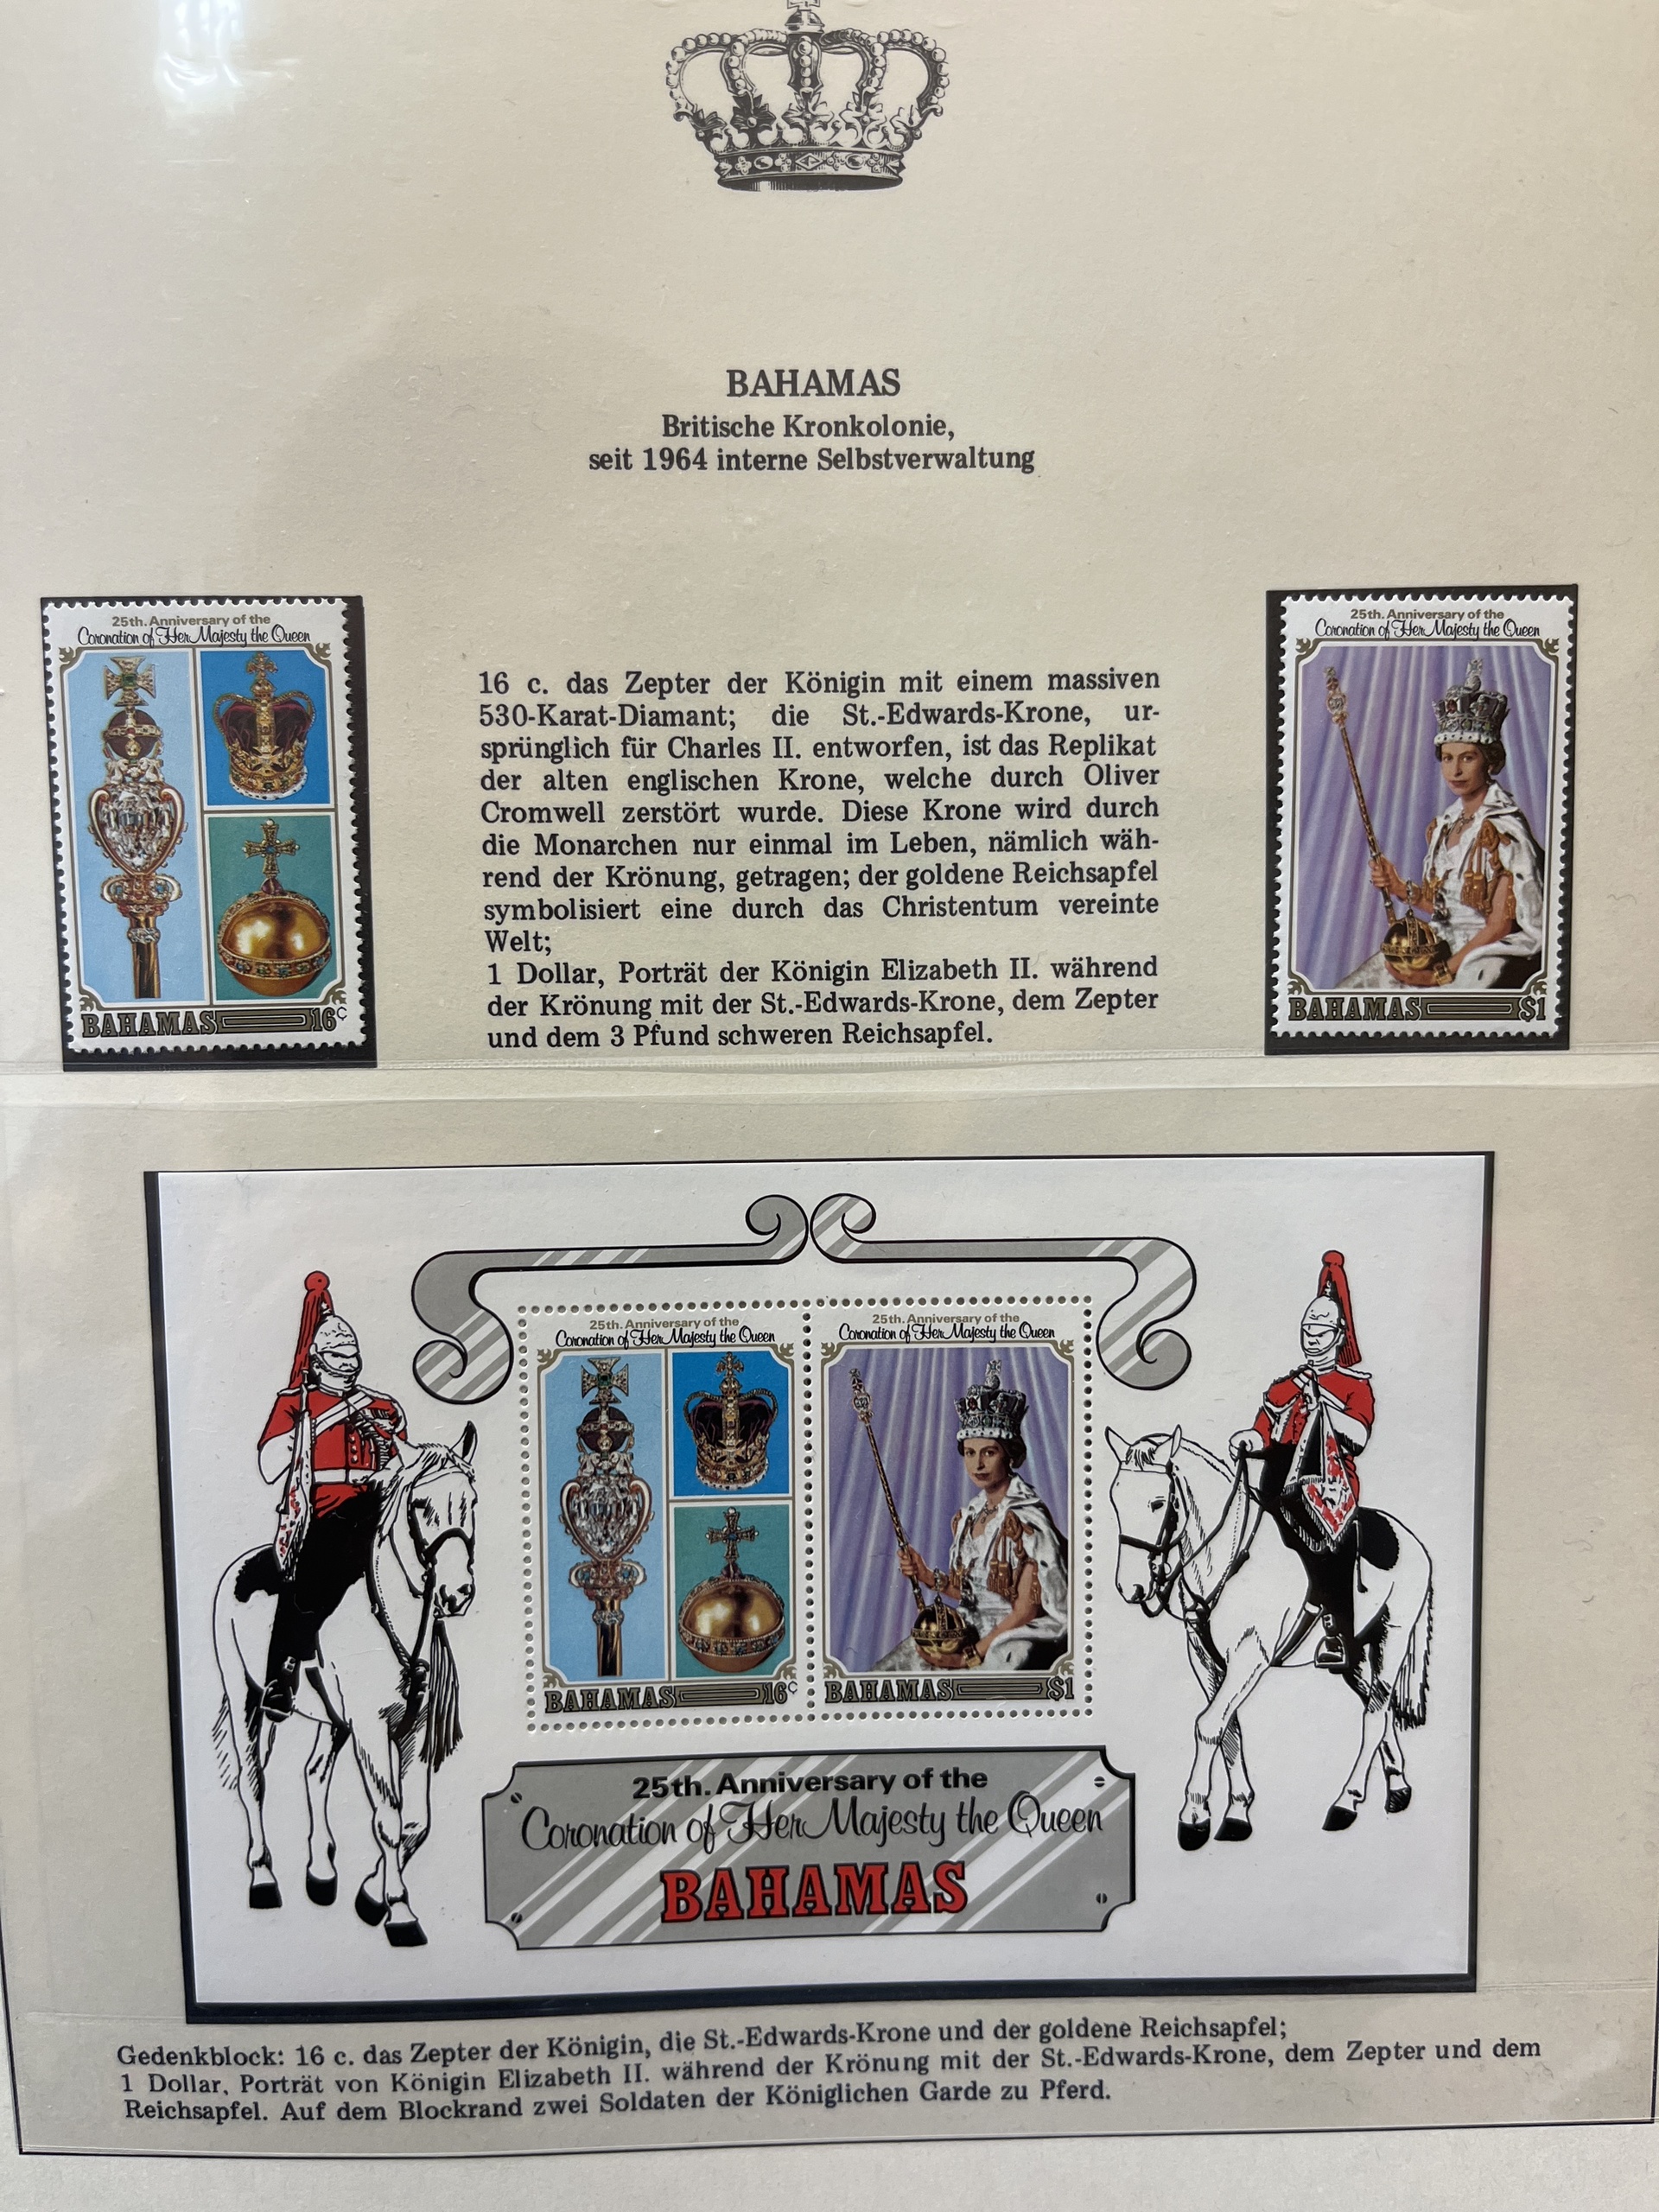 BAHAMAS
Britische Kronkolonie,
seit 1964 interne Selbstverwaltung
25th. Anniversary of the
Coronation of Her Majesty the Queen
BAHAMAS 16c
16 c. das Zepter der Königin mit einem massiven
530-Karat-Diamant; die St.-Edwards-Krone, ur-
sprünglich für Charles II. entworfen, ist das Replikat
der alten englischen Krone, welche durch Oliver
Cromwell zerstört wurde. Diese Krone wird durch
die Monarchen nur einmal im Leben, nämlich wäh-
rend der Krönung, getragen; der goldene Reichsapfel
symbolisiert eine durch das Christentum vereinte
Welt;
1 Dollar, Porträt der Königin Elizabeth II. während
der Krönung mit der St.-Edwards-Krone, dem Zepter
und dem 3 Pfund schweren Reichsapfel.
25th. Anniversary of the
Coronation of Her Majesty the Queen
BAHAMAS $1
25th. Anniversary of the
Coronation of Her Majesty the Queen
BAHAMAS 16c
25th. Anniversary of the
Coronation of Her Majesty the Queen
BAHAMAS $1
25th. Anniversary of the
Coronation of Her Majesty the Queen
BAHAMAS
Gedenkblock: 16 c. das Zepter der Königin, die St.-Edwards-Krone und der goldene Reichsapfel;
1 Dollar, Porträt von Königin Elizabeth II. während der Krönung mit der St.-Edwards-Krone, dem Zepter und dem
Reichsapfel. Auf dem Blockrand zwei Soldaten der Königlichen Garde zu Pferd.